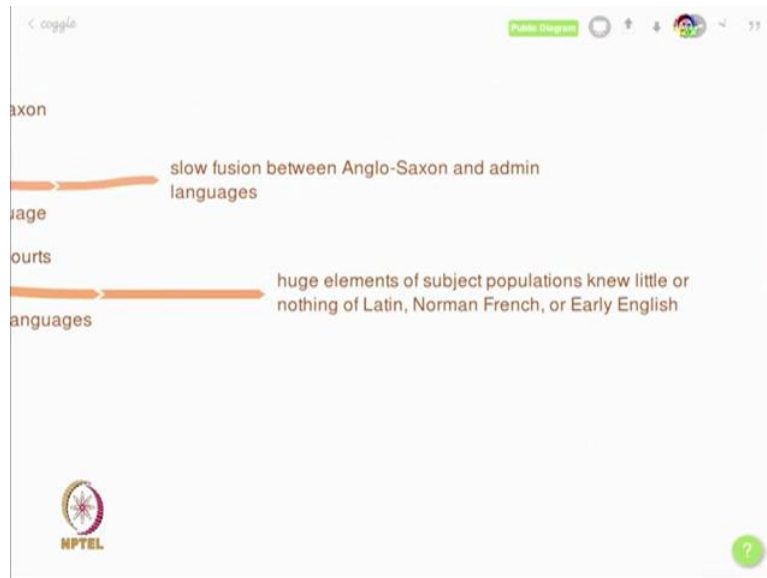 coggle
Public Diagram
axon
slow fusion between Anglo-Saxon and admin
languages
uage
ourts
huge elements of subject populations knew little or
nothing of Latin, Norman French, or Early English
anguages
NPTEL
?